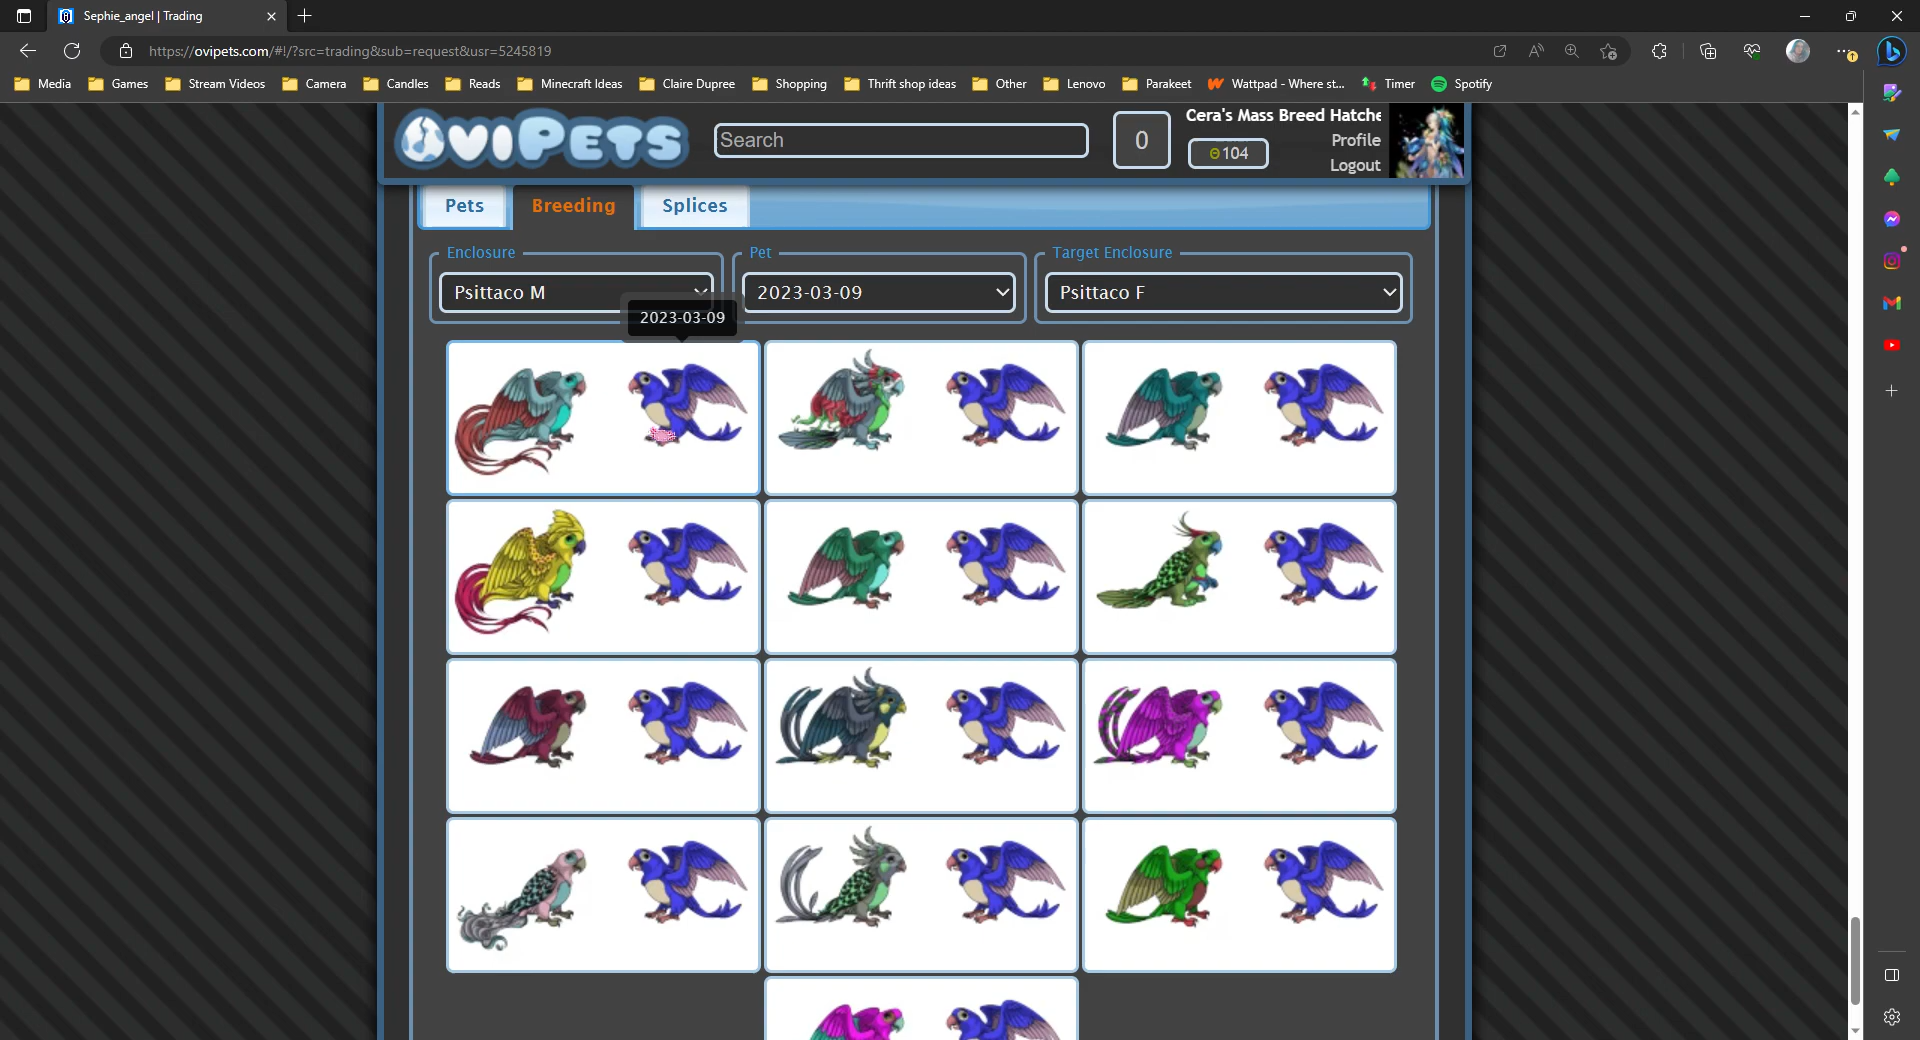 Sephie_angel | Trading
https://ovipets.com/#!/?src=trading&sub=request&usr=5245819
Media Games Stream Videos Camera Candles Reads Minecraft Ideas Claire Dupree Shopping Thrift shop ideas Other Lenovo Parakeet Wattpad - Where st... Timer Spotify
OviPets Search 0 Cera's Mass Breed Hatche
104 Profile
Logout
Pets Breeding Splices
Enclosure Pet Target Enclosure
Psittaco M 2023-03-09 Psittaco F
2023-03-09